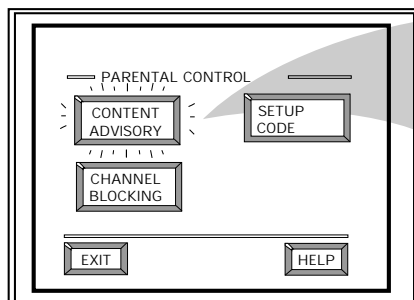 PARENTAL CONTROL
CONTENT
ADVISORY
SETUP
CODE
CHANNEL
BLOCKING
EXIT
HELP